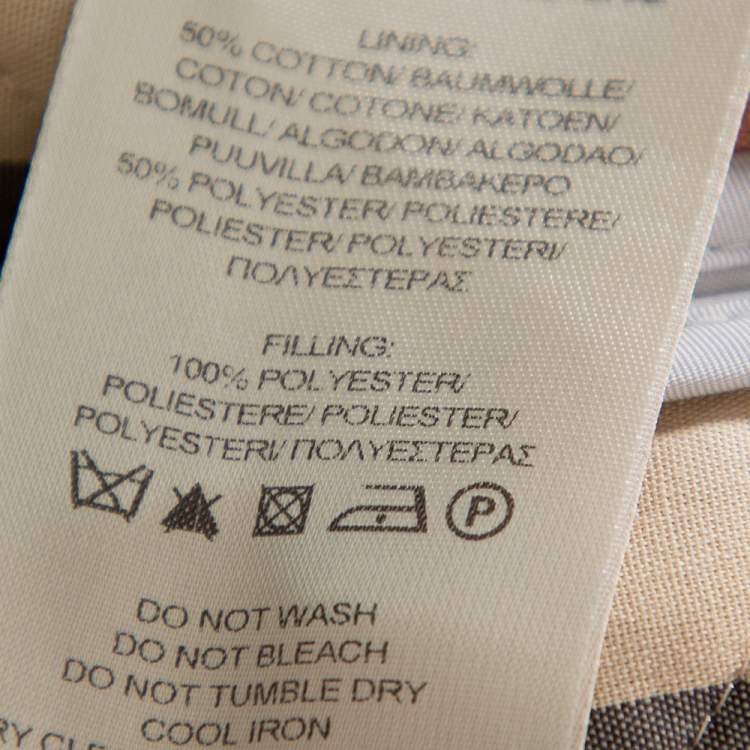 LINING:
50% COTTON/ BAUMWOLLE/
COTON/ COTONE/ KATOEN/
BOMULL/ ALGODON/ ALGODAO/
PUUVILLA/ BAMBAKEPO
50% POLYESTER/ POLIESTERE/
POLIESTER/ POLYESTERI/
ΠΟΛΥΕΣΤΕΡΑΣ
FILLING:
100% POLYESTER/
POLIESTERE/ POLIESTER/
POLYESTERI/ ΠΟΛΥΕΣΤΕΡΑΣ
P
DO NOT WASH
DO NOT BLEACH
DO NOT TUMBLE DRY
COOL IRON